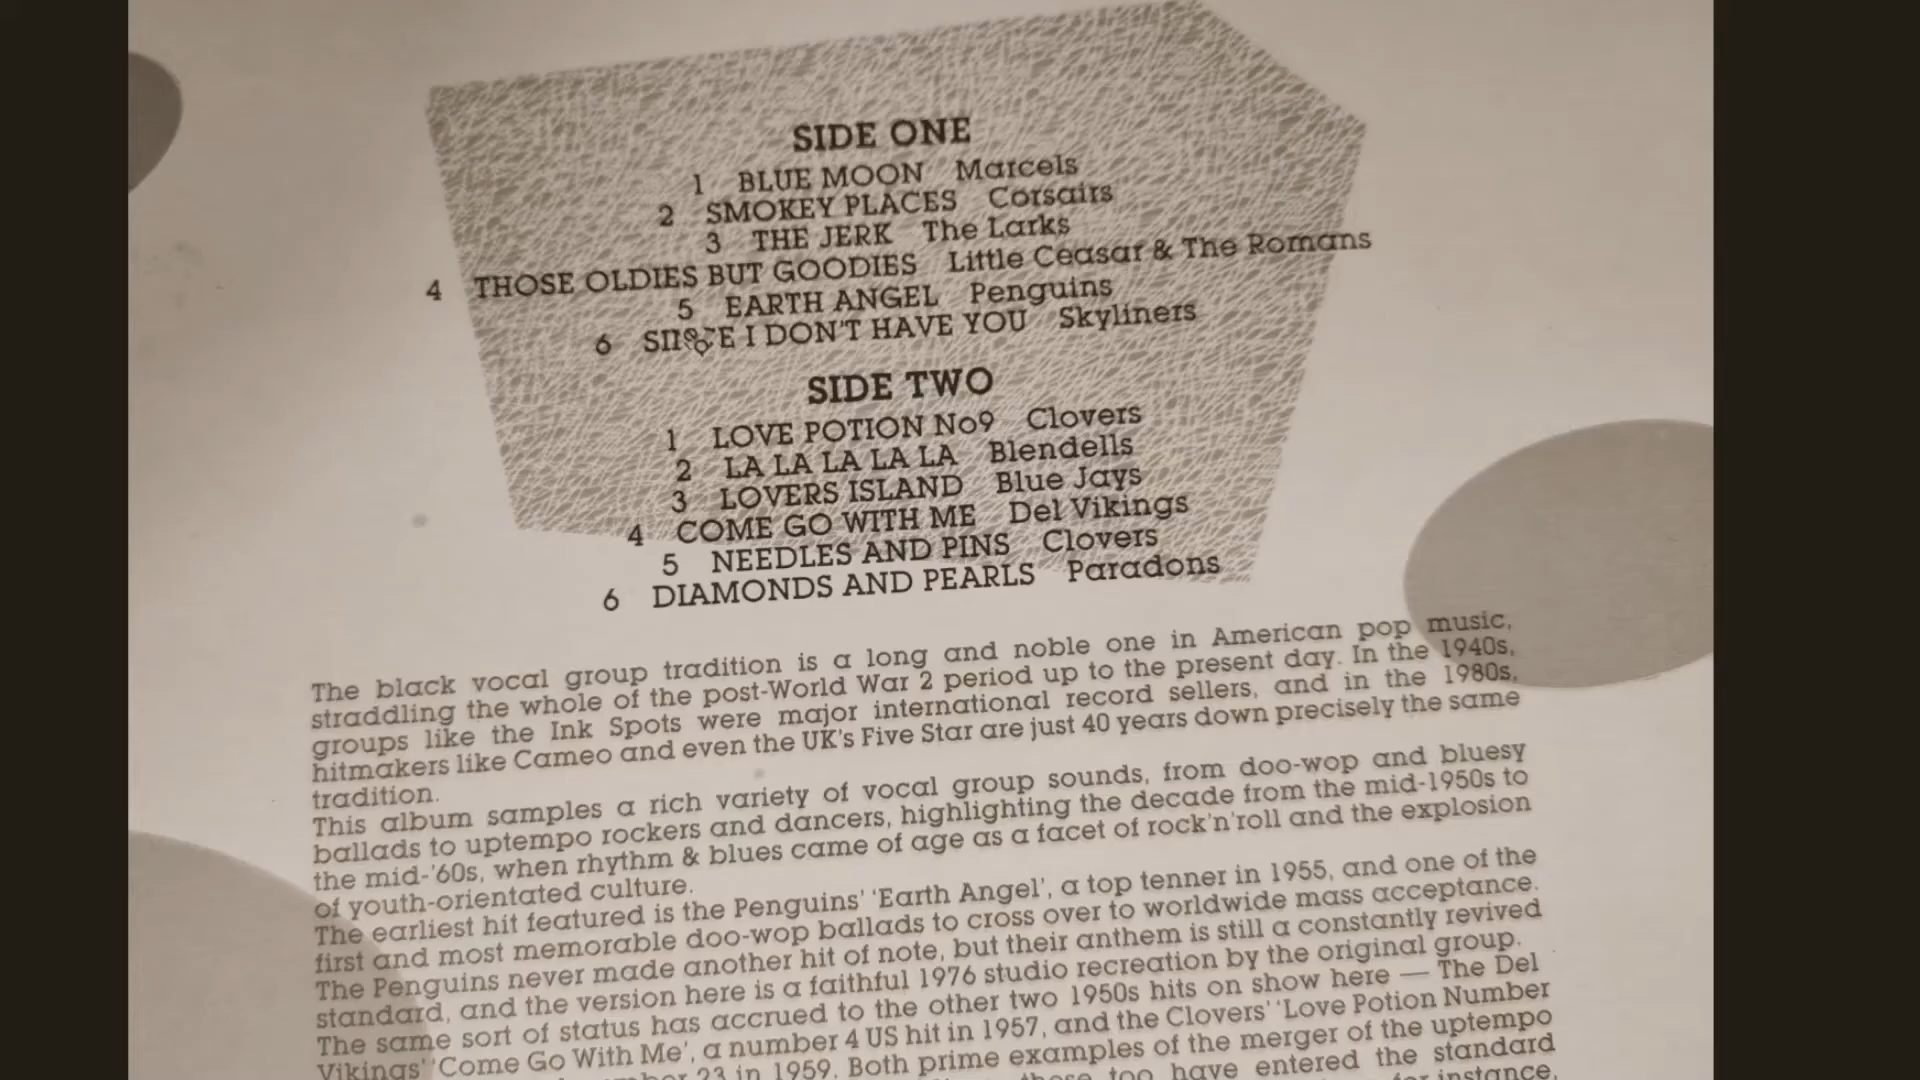 SIDE ONE
1 BLUE MOON Marcels
2 SMOKEY PLACES Corsairs
3 THE JERK The Larks
4 THOSE OLDIES BUT GOODIES Little Ceasar & The Romans
5 EARTH ANGEL Penguins
6 I DON'T HAVE YOU Skyliners
SIDE TWO
1 LOVE POTION No9 Clovers
2 LA LA LA LA LA Blendells
3 LOVERS ISLAND Blue Jays
4 COME GO WITH ME Del Vikings
5 NEEDLES AND PINS Clovers
6 DIAMONDS AND PEARLS Paradons
The black vocal group tradition is a long and noble one in American pop music,
straddling the whole of the post-World War 2 period up to the present day. In the 1940s,
groups like the Ink Spots were major international record sellers, and in the 1980s,
hitmakers like Cameo and even the UK's Five Star are just 40 years down precisely the same
tradition.
This album samples a rich variety of vocal group sounds, from doo-wop and bluesy
ballads to uptempo rockers and dancers, highlighting the decade from the mid-1950s to
the mid-'60s, when rhythm & blues came of age as a facet of rock'n'roll and the explosion
of youth-orientated culture.
The earliest hit featured is the Penguins' 'Earth Angel', a top tenner in 1955, and one of the
first and most memorable doo-wop ballads to cross over to worldwide mass acceptance.
The Penguins never made another hit of note, but their anthem is still a constantly revived
standard, and the version here is a faithful 1976 studio recreation by the original group.
The same sort of status has accrued to the other two 1950s hits on show here — The Del
Vikings' 'Come Go With Me', a number 4 US hit in 1957, and the Clovers' 'Love Potion Number
23 in 1959. Both prime examples of the merger of the uptempo
too have entered the standard
instance,